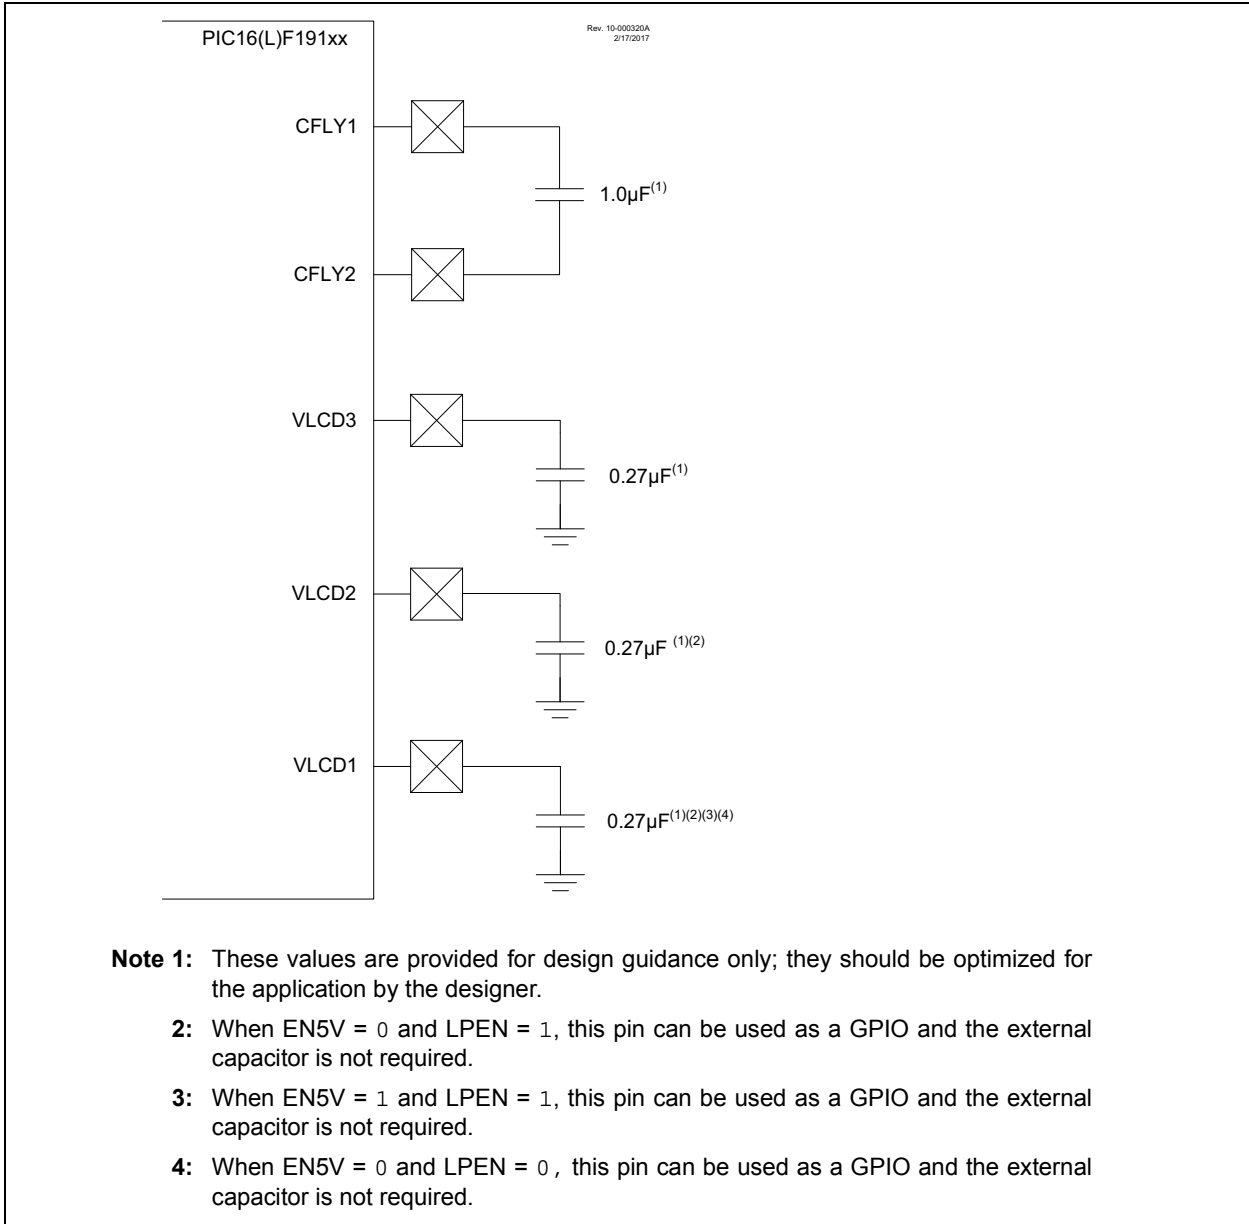 PIC16(L)F191xx
Rev. 10-000320A
2/17/2017
CFLY1
1.0µF(1)
CFLY2
VLCD3
0.27µF(1)
VLCD2
0.27µF (1)(2)
VLCD1
0.27µF(1)(2)(3)(4)
Note 1: These values are provided for design guidance only; they should be optimized for
the application by the designer.
2: When EN5V = 0 and LPEN = 1, this pin can be used as a GPIO and the external
capacitor is not required.
3: When EN5V = 1 and LPEN = 1, this pin can be used as a GPIO and the external
capacitor is not required.
4: When EN5V = 0 and LPEN = 0, this pin can be used as a GPIO and the external
capacitor is not required.